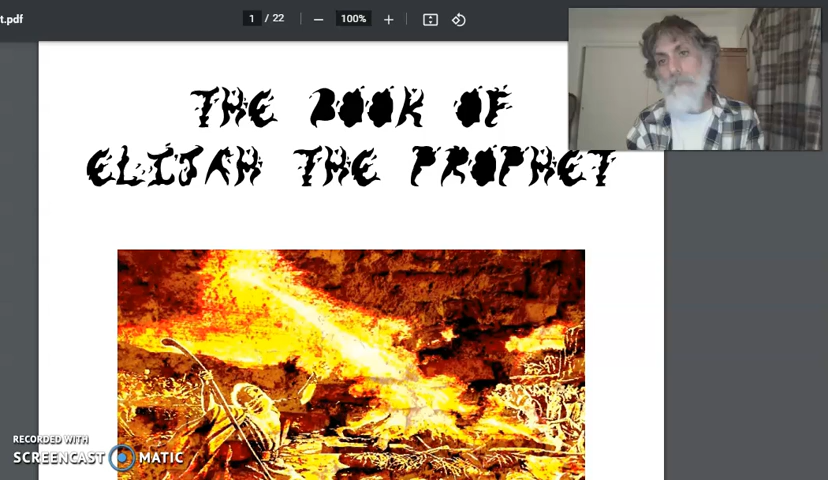 t.pdf
1 / 22
100%
THE BOOK OF
ELIJAH THE PROPHET
RECORDED WITH
SCREENCAST MATIC